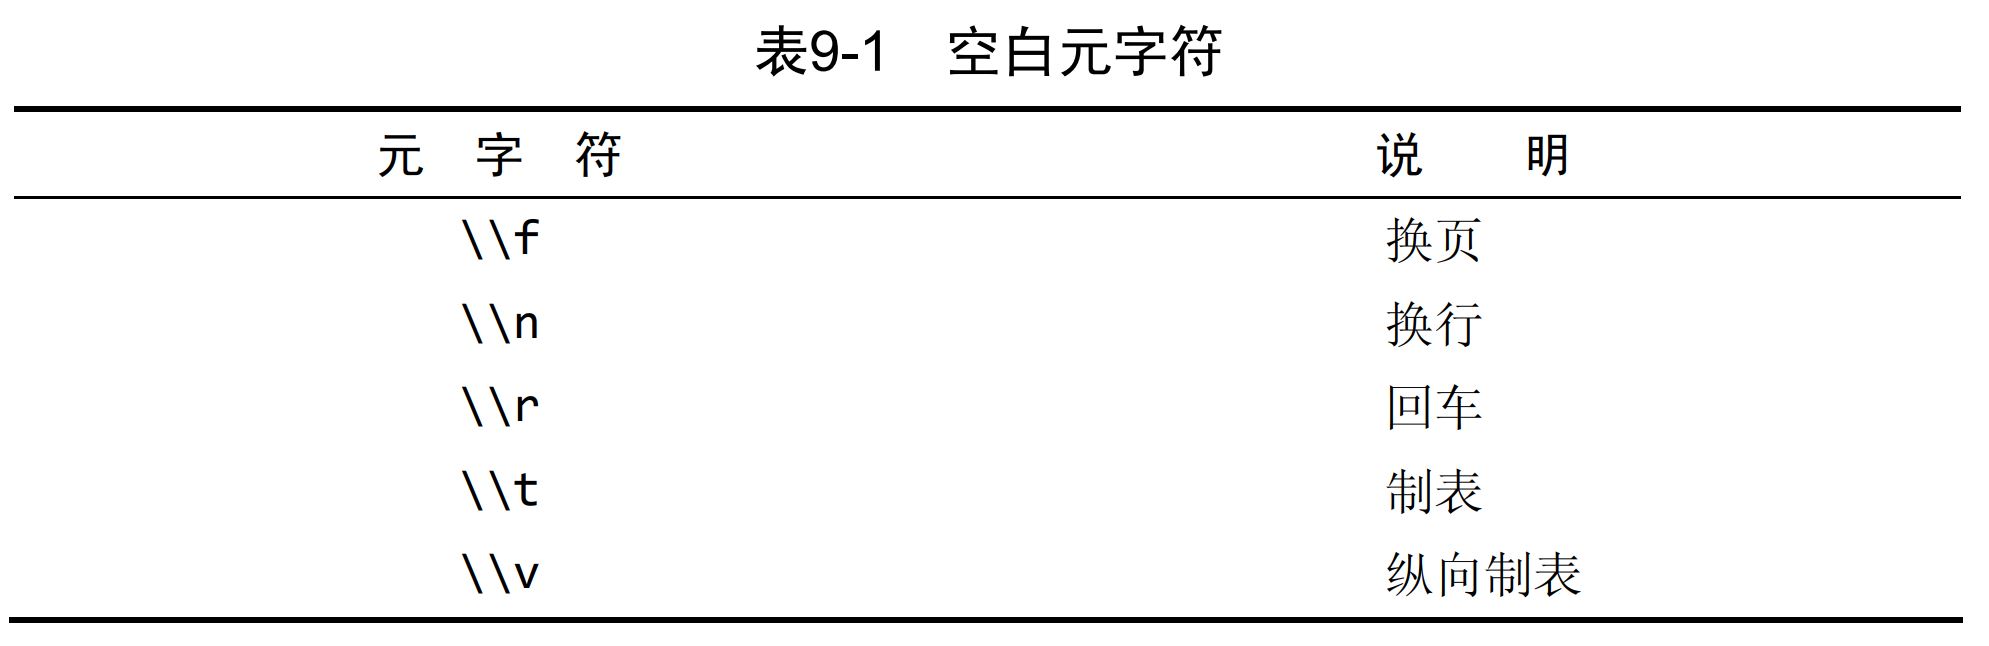 表9-1　空白元字符
元　字　符　说　　明
\\f　换页
\\n　换行
\\r　回车
\\t　制表
\\v　纵向制表